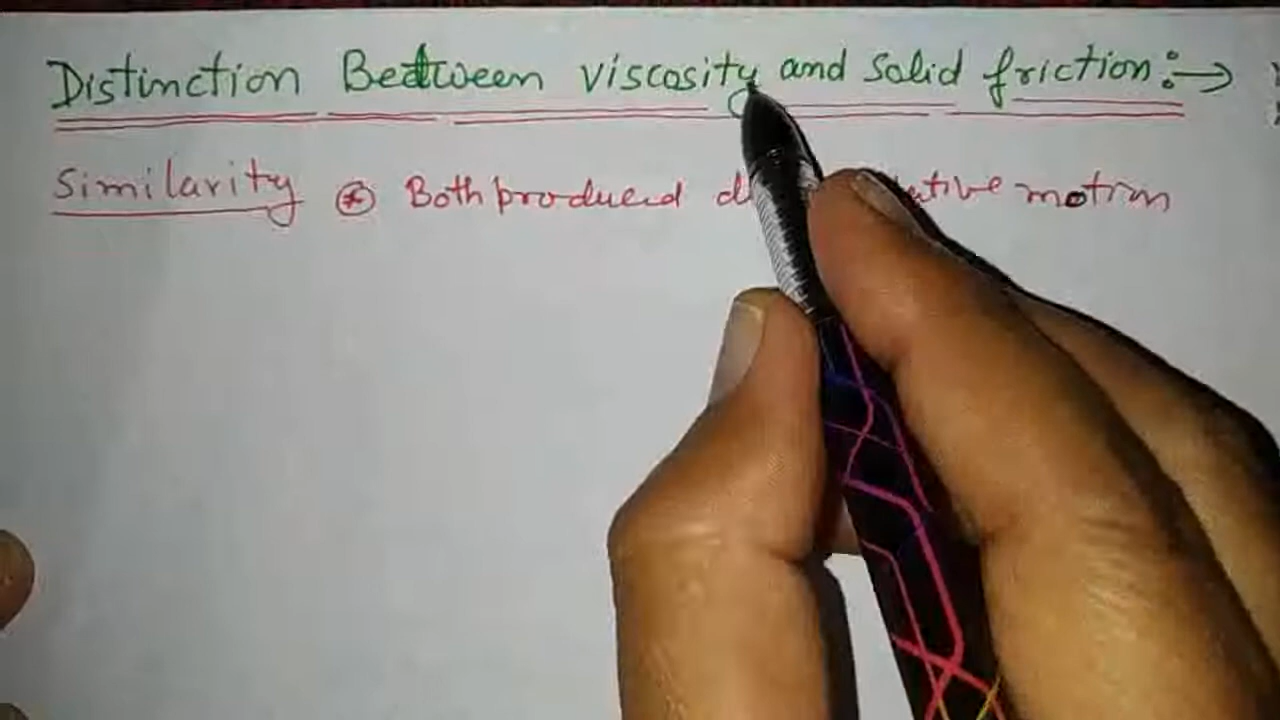 Distinction Between viscosity and Solid friction :→
Similarity ⊛ Both produced motion